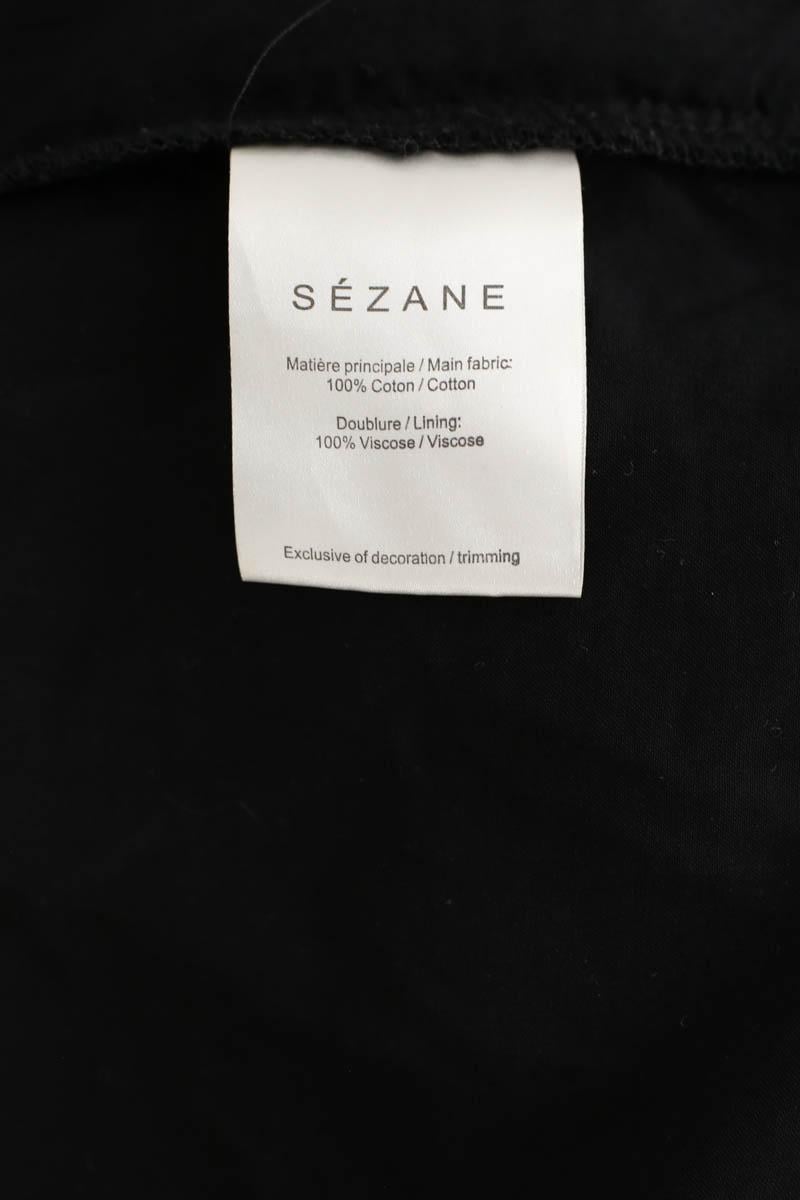 SÉZANE
Matière principale / Main fabric:
100% Coton / Cotton
Doublure / Lining:
100% Viscose / Viscose
Exclusive of decoration / trimming